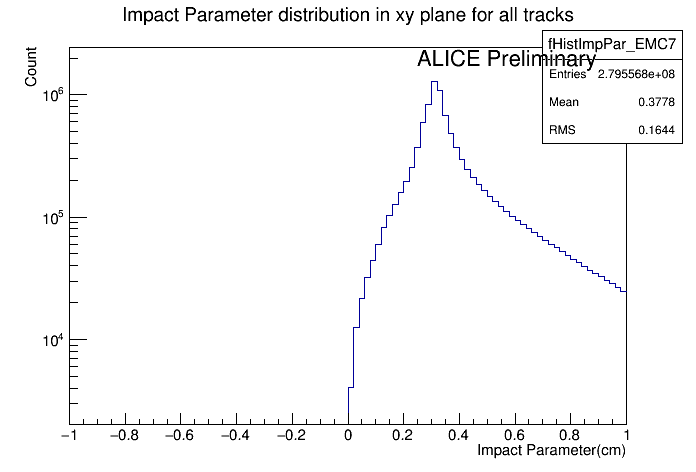 Impact Parameter distribution in xy plane for all tracks
fHistImpPar_EMC7
ALICE Preliminary
Entries 2.795568e+08
Mean 0.3778
RMS 0.1644
Count
10^6
10^5
10^4
−1 −0.8 −0.6 −0.4 −0.2 0 0.2 0.4 0.6 0.8 1
Impact Parameter(cm)